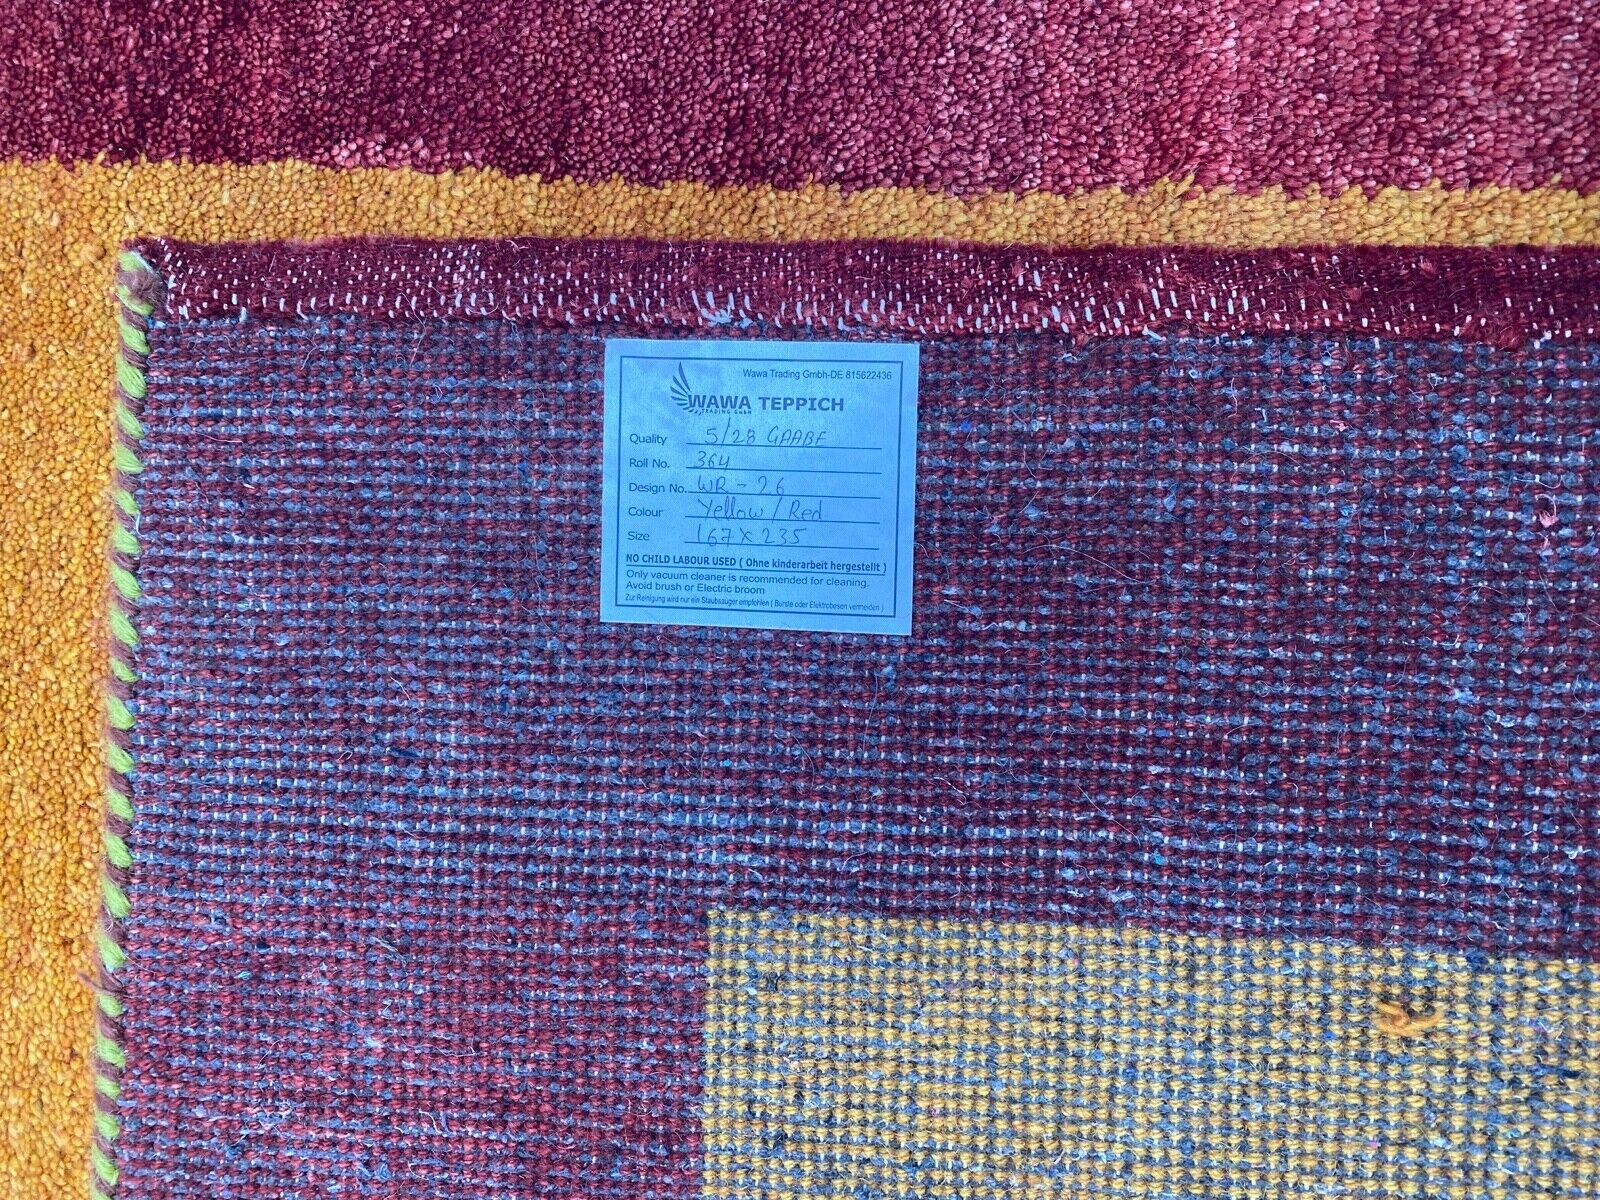 Wawa Trading Gmbh-DE 815622436
WAWA TEPPICH
TRADING GmbH
Quality 5/28 GAABF
Roll No. 364
Design No. WR - 26
Colour Yellow / Red
Size 167 x 235
NO CHILD LABOUR USED ( Ohne kinderarbeit hergestellt )
Only vacuum cleaner is recommended for cleaning.
Avoid brush or Electric broom
Zur Reinigung wird nur ein Staubsauger empfohlen ( Burste oder Elektrobesen vermeiden )